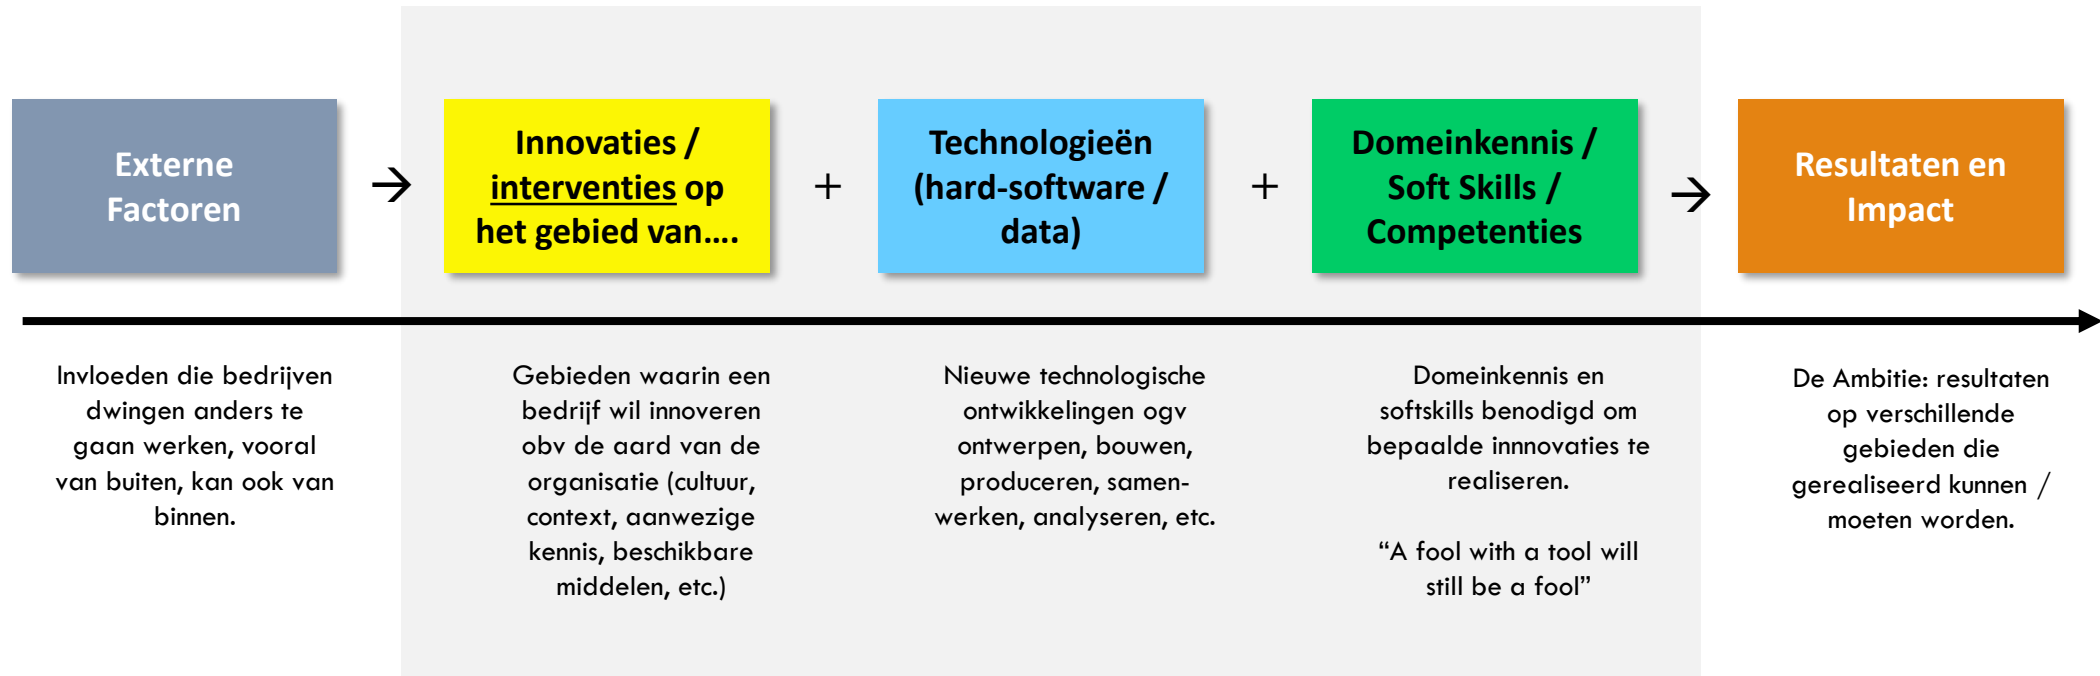 Externe
Factoren
→
Innovaties /
interventies op
het gebied van....
+
Technologieën
(hard-software /
data)
+
Domeinkennis /
Soft Skills /
Competenties
→
Resultaten en
Impact
Invloeden die bedrijven
dwingen anders te
gaan werken, vooral
van buiten, kan ook van
binnen.
Gebieden waarin een
bedrijf wil innoveren
obv de aard van de
organisatie (cultuur,
context, aanwezige
kennis, beschikbare
middelen, etc.)
Nieuwe technologische
ontwikkelingen ogv
ontwerpen, bouwen,
produceren, samen-
werken, analyseren, etc.
Domeinkennis en
softskills benodigd om
bepaalde innnovaties te
realiseren.
“A fool with a tool will
still be a fool”
De Ambitie: resultaten
op verschillende
gebieden die
gerealiseerd kunnen /
moeten worden.